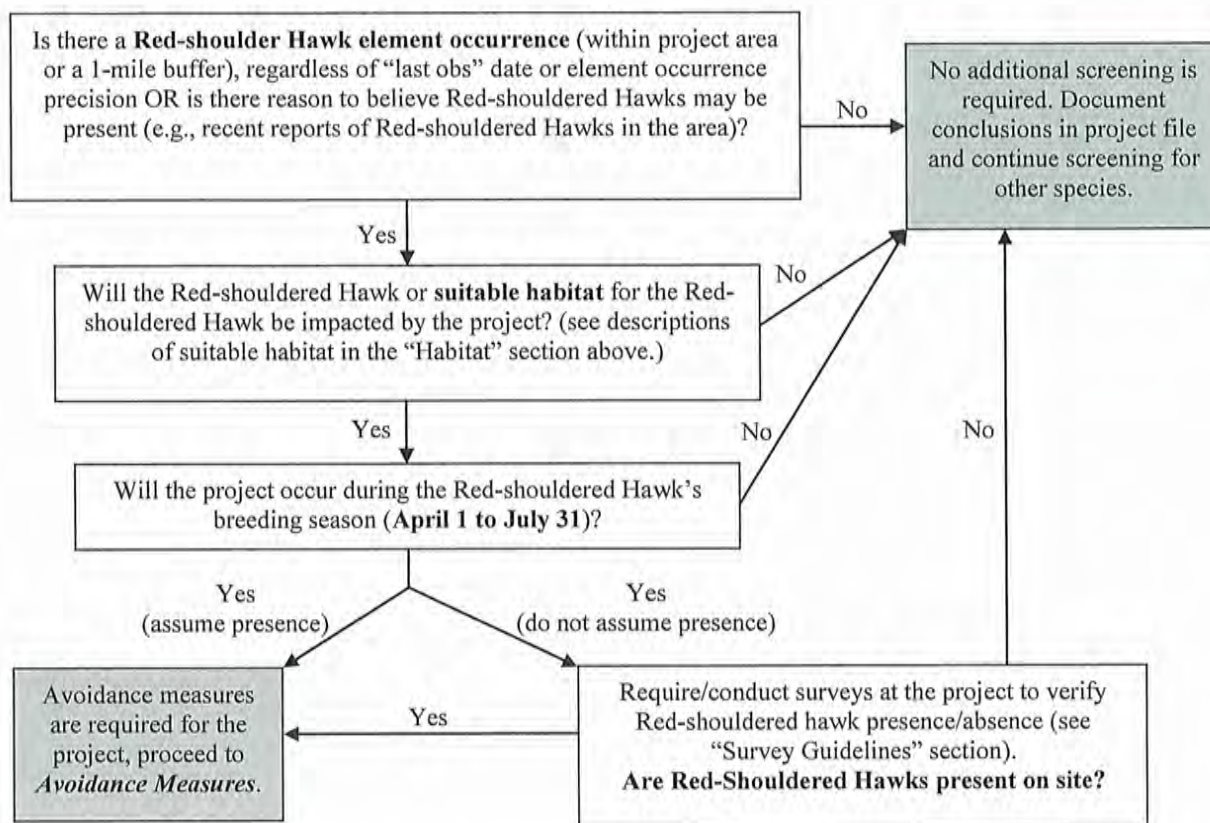 Is there a Red-shoulder Hawk element occurrence (within project area
or a 1-mile buffer), regardless of “last obs” date or element occurrence
precision OR is there reason to believe Red-shouldered Hawks may be
present (e.g., recent reports of Red-shouldered Hawks in the area)?
No
No additional screening is
required. Document
conclusions in project file
and continue screening for
other species.
Yes
Will the Red-shouldered Hawk or suitable habitat for the Red-
shouldered Hawk be impacted by the project? (see descriptions
of suitable habitat in the “Habitat” section above.)
No
Yes
No
No
Will the project occur during the Red-shouldered Hawk’s
breeding season (April 1 to July 31)?
Yes
(assume presence)
Yes
(do not assume presence)
Avoidance measures
are required for the
project, proceed to
Avoidance Measures.
Yes
Require/conduct surveys at the project to verify
Red-shouldered hawk presence/absence (see
“Survey Guidelines” section).
Are Red-Shouldered Hawks present on site?